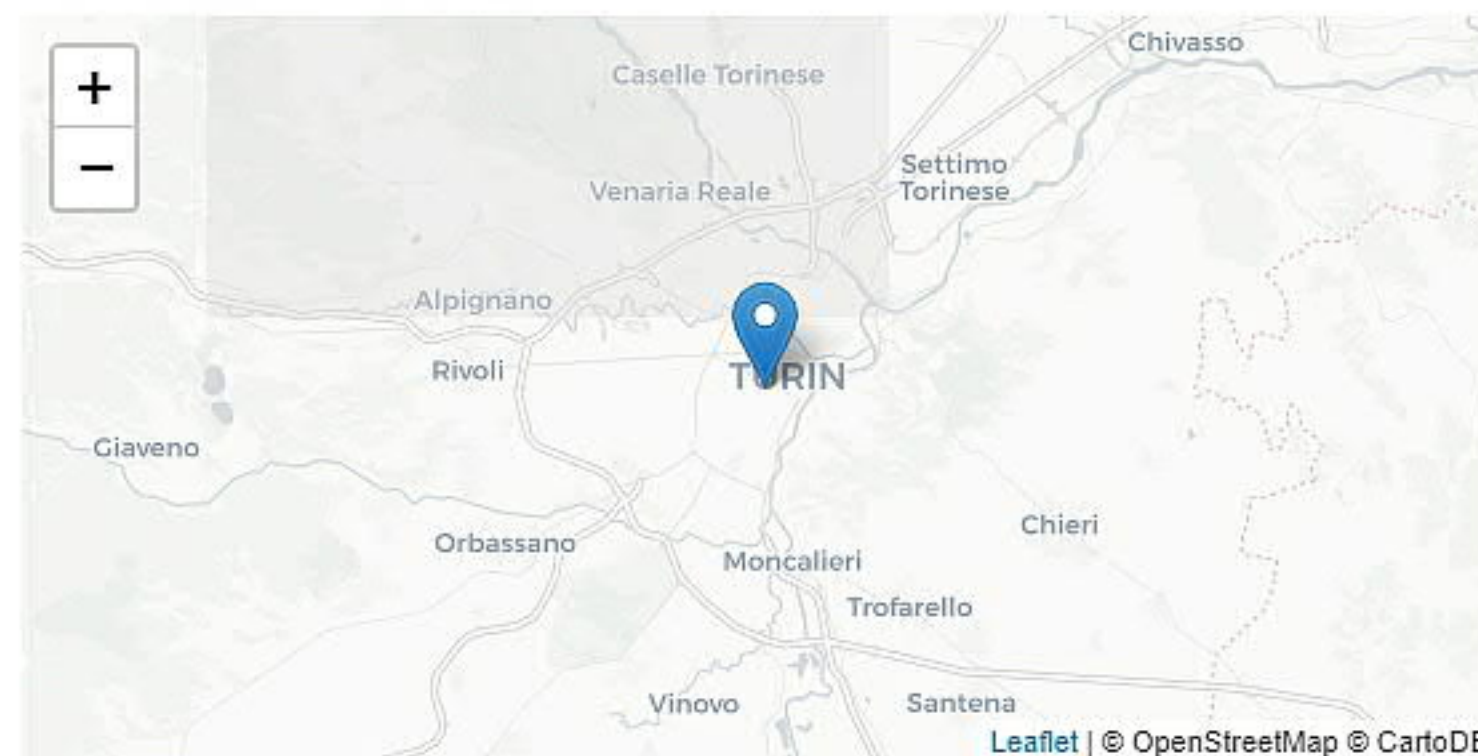 +
−
Chivasso
Caselle Torinese
Settimo
Torinese
Venaria Reale
Alpignano
Rivoli
TURIN
Giaveno
Chieri
Orbassano
Moncalieri
Trofarello
Vinovo
Santena
Leaflet | © OpenStreetMap © CartoDB